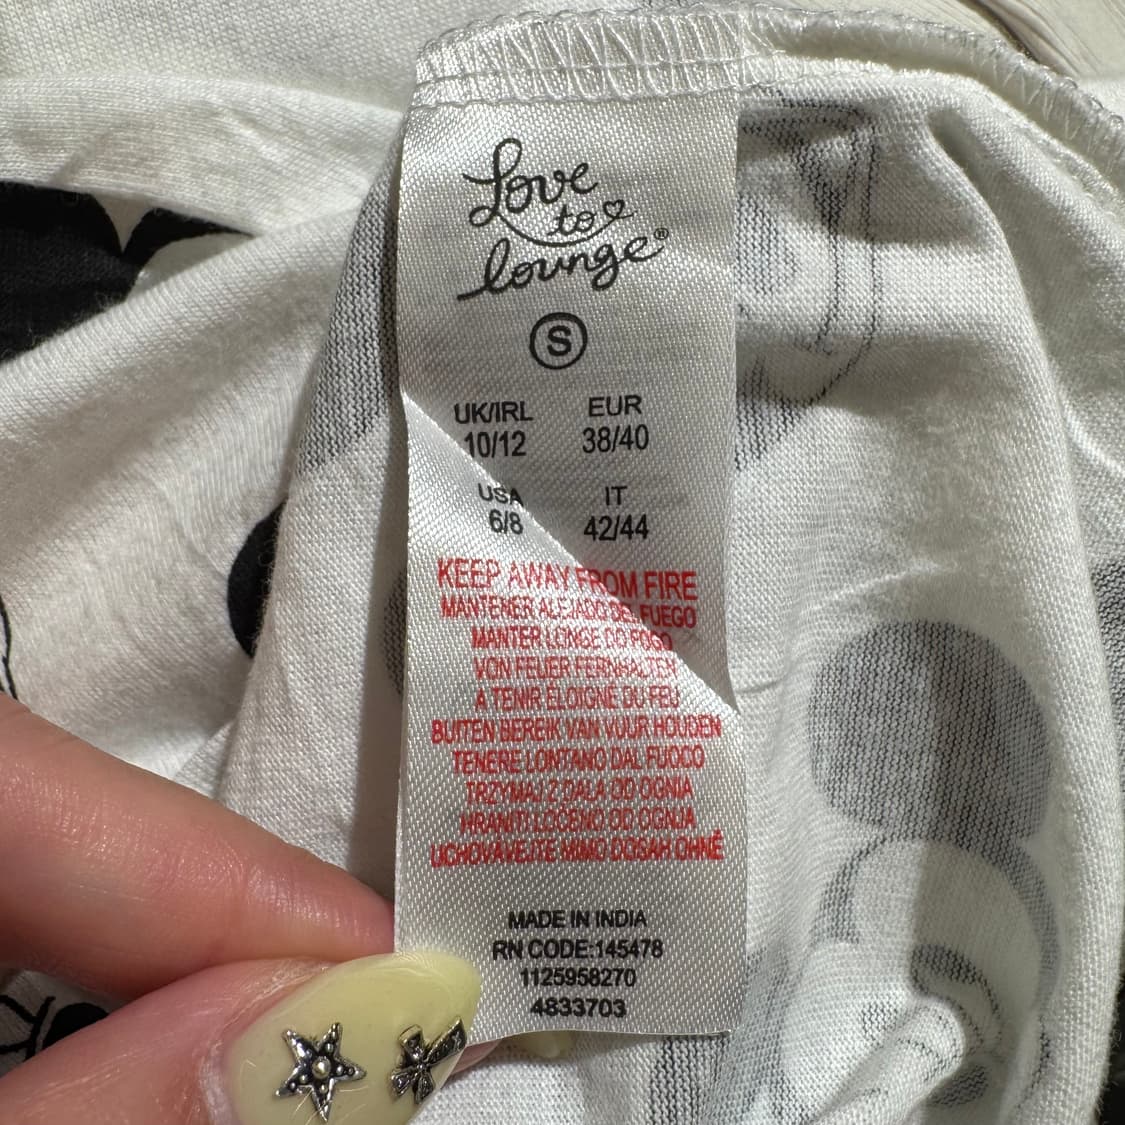 Love
to
lounge®
S
UK/IRL EUR
10/12 38/40
USA IT
6/8 42/44
KEEP AWAY FROM FIRE
MANTENER ALEJADO DEL FUEGO
MANTER LONGE DO FOGO
VON FEUER FERNHALTEN
A TENIR ÉLOIGNÉ DU FEU
BUITEN BEREIK VAN VUUR HOUDEN
TENERE LONTANO DAL FUOCO
TRZYMAJ Z DALA OD OGNIA
HRANITI LOČENO OD OGNJA
UCHOVÁVEJTE MIMO DOSAH OHNĚ
MADE IN INDIA
RN CODE:145478
1125958270
4833703